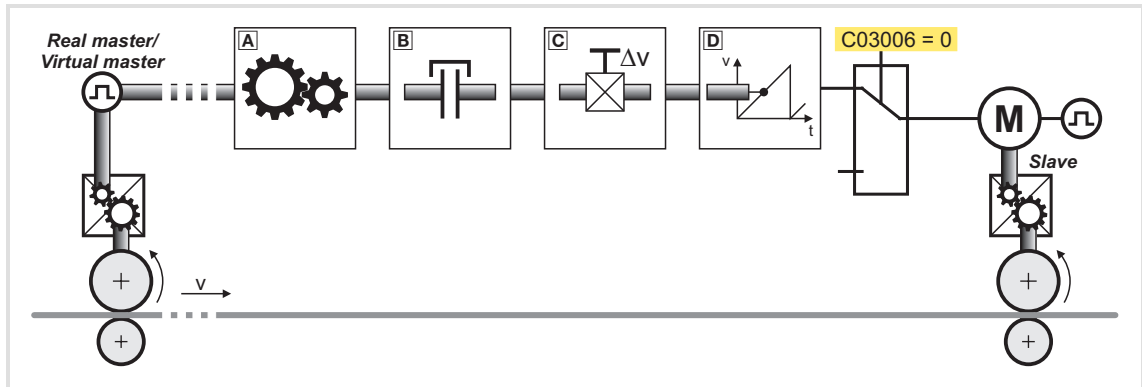 Real master/
Virtual master
A
B
C
Δv
D
v
t
C03006 = 0
M
Slave
v